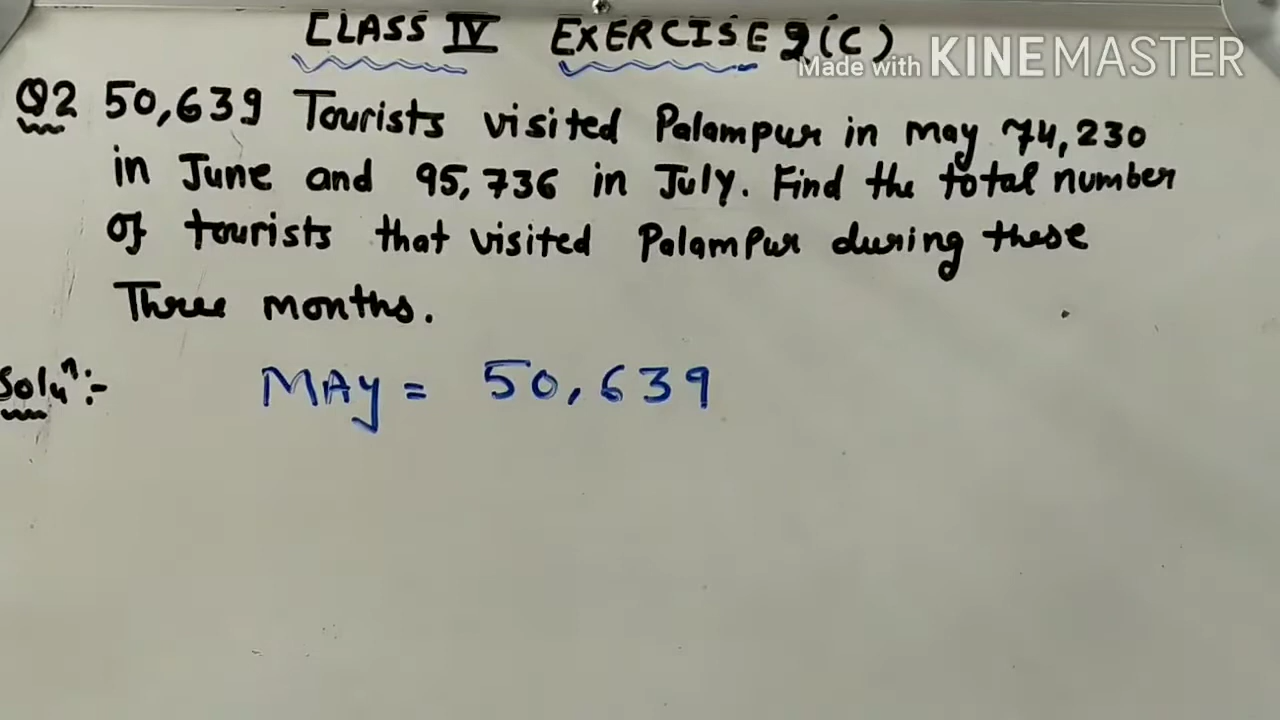 CLASS IV EXERCISE 2(C)
Made with KINEMASTER
Q2 50,639 Tourists visited Palampur in may 74,230
in June and 95,736 in July. Find the total number
of tourists that visited Palampur during these
Three months.
Soluⁿ:- MAY = 50,639